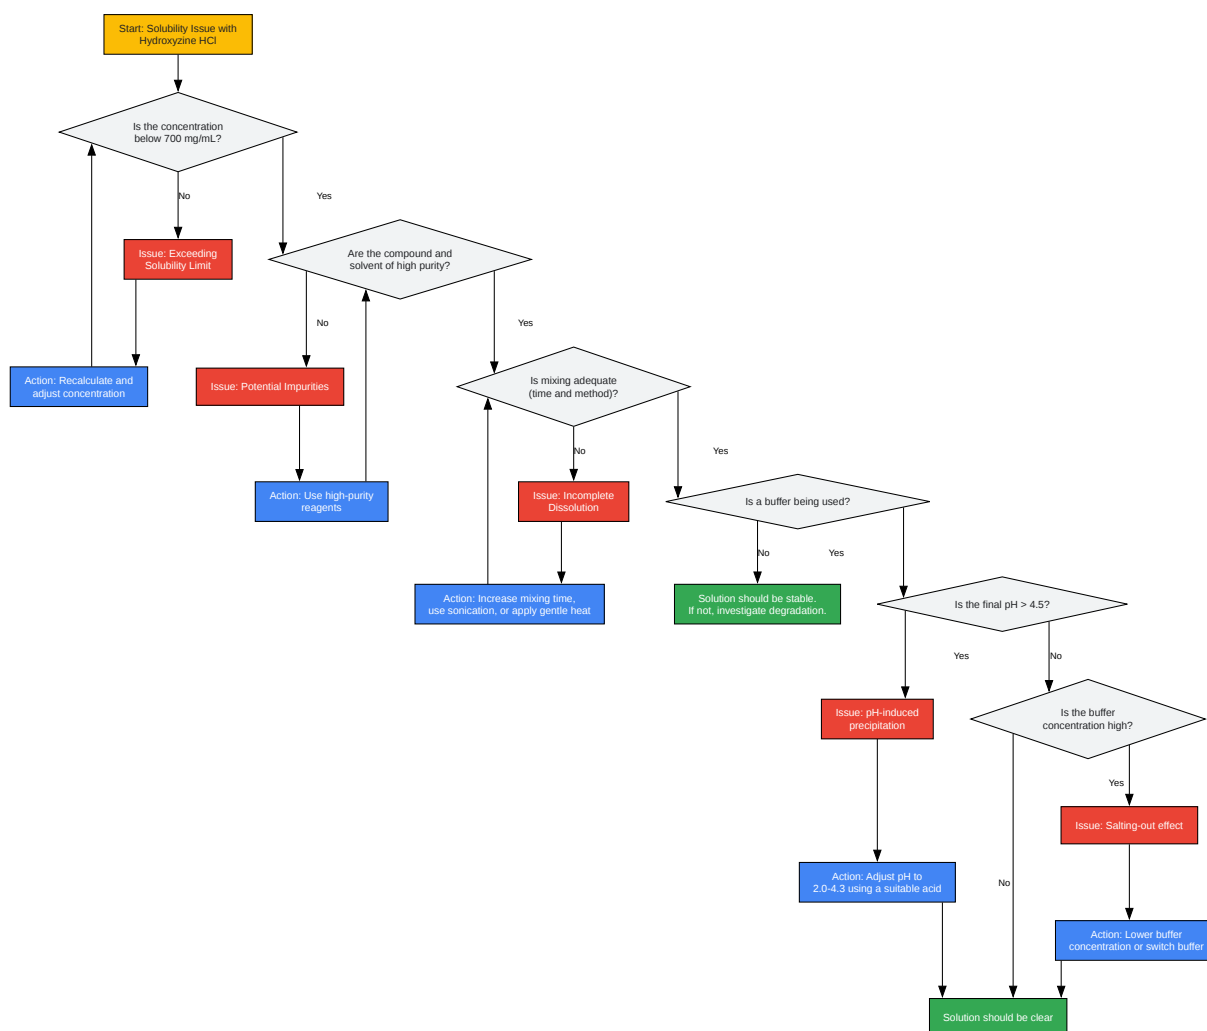 Start: Solubility Issue with
Hydroxyzine HCl
Is the concentration
below 700 mg/mL?
No
Yes
Issue: Exceeding
Solubility Limit
Are the compound and
solvent of high purity?
No
Yes
Action: Recalculate and
adjust concentration
Issue: Potential Impurities
Is mixing adequate
(time and method)?
No
Yes
Action: Use high-purity
reagents
Issue: Incomplete
Dissolution
Is a buffer being used?
No
Yes
Action: Increase mixing time,
use sonication, or apply gentle heat
Solution should be stable.
If not, investigate degradation.
Is the final pH > 4.5?
Yes
No
Issue: pH-induced
precipitation
Is the buffer
concentration high?
Yes
Issue: Salting-out effect
Action: Adjust pH to
2.0-4.3 using a suitable acid
No
Action: Lower buffer
concentration or switch buffer
Solution should be clear